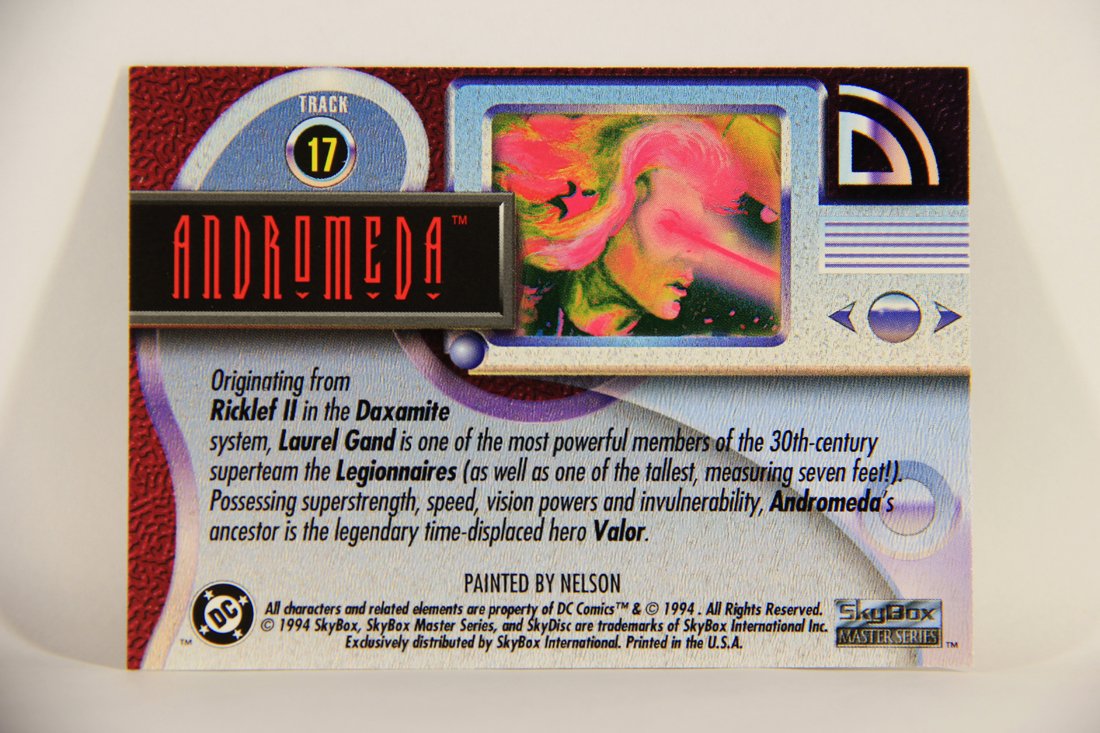 TRACK
17
ANDROMEDA™
Originating from
Ricklef II in the Daxamite
system, Laurel Gand is one of the most powerful members of the 30th-century
superteam the Legionnaires (as well as one of the tallest, measuring seven feet!).
Possessing superstrength, speed, vision powers and invulnerability, Andromeda's
ancestor is the legendary time-displaced hero Valor.
PAINTED BY NELSON
DC
™
All characters and related elements are property of DC Comics™ & © 1994 . All Rights Reserved.
© 1994 SkyBox, SkyBox Master Series, and SkyDisc are trademarks of SkyBox International Inc.
Exclusively distributed by SkyBox International. Printed in the U.S.A.
SkyBox
MASTER SERIES™